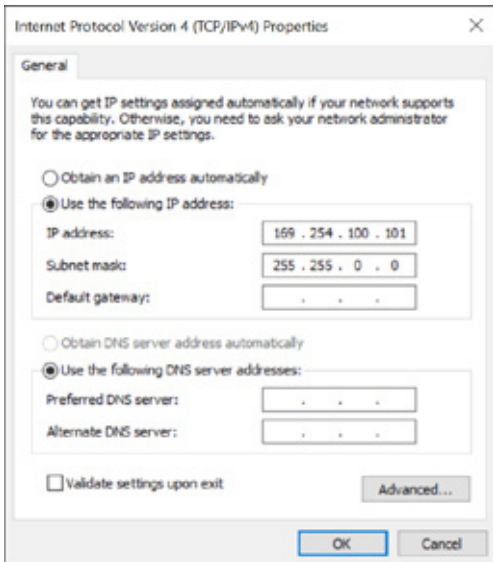 Internet Protocol Version 4 (TCP/IPv4) Properties
General
You can get IP settings assigned automatically if your network supports
this capability. Otherwise, you need to ask your network administrator
for the appropriate IP settings.
Obtain an IP address automatically
Use the following IP address:
IP address: 169 . 254 . 100 . 101
Subnet mask: 255 . 255 . 0 . 0
Default gateway: . . .
Obtain DNS server address automatically
Use the following DNS server addresses:
Preferred DNS server: . . .
Alternate DNS server: . . .
Validate settings upon exit
Advanced...
OK Cancel